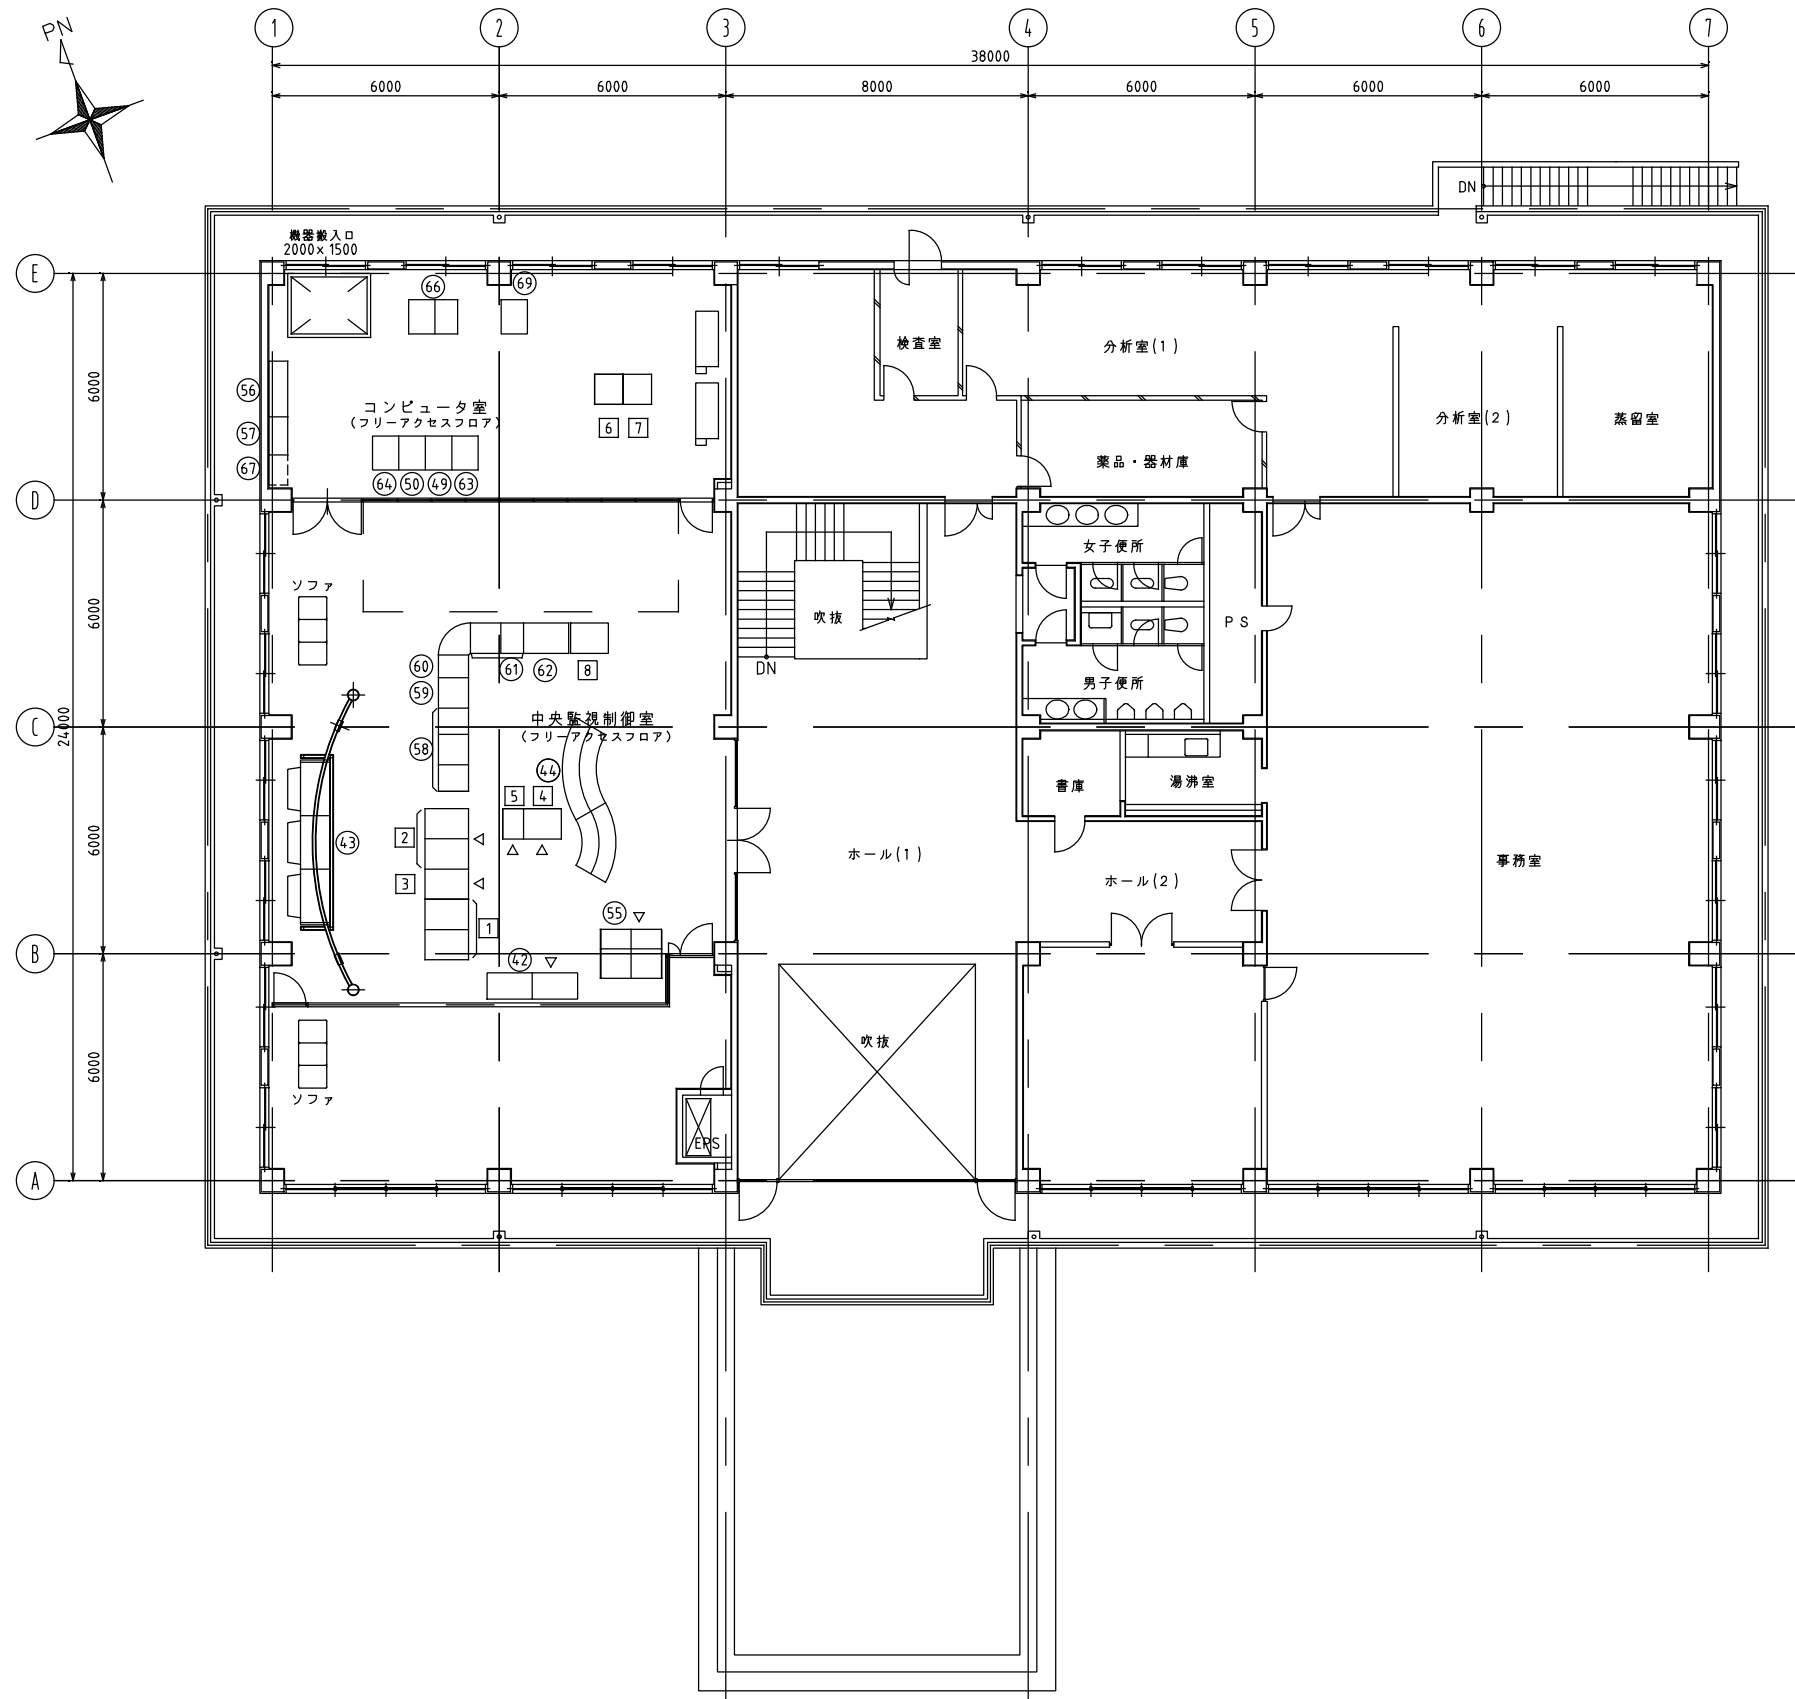 PN
1 2 3 4 5 6 7
38000
6000 6000 8000 6000 6000 6000
DN
機器搬入口
2000×1500
E
66 69
検査室
分析室(1)
6000
56
コンピュータ室
(フリーアクセスフロア)
分析室(2)
蒸留室
57
6 7
67
64 50 49 63
薬品・器材庫
D
女子便所
ソファ
6000
吹抜
PS
60 61 62 8
DN
59
男子便所
中央監視制御室
(フリーアクセスフロア)
C
24000
58
44
書庫
湯沸室
5 4
6000
2
43
ホール(1)
事務室
3
ホール(2)
55
1
B
42
吹抜
6000
ソファ
EPS
A